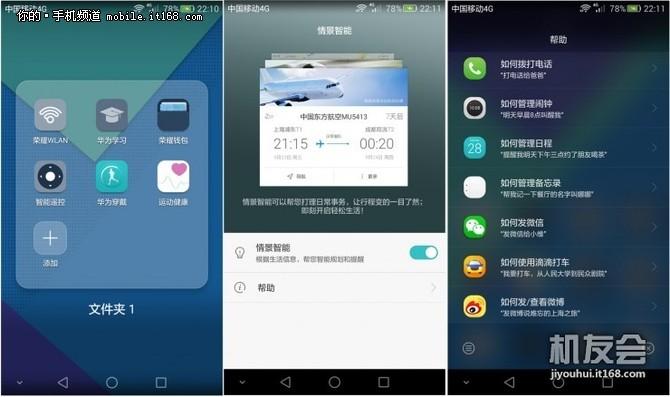 中国移动4G
78%
22:10
你的·手机频道 mobile.it168.com
荣耀WLAN
华为学习
荣耀钱包
智能遥控
华为穿戴
运动健康
添加
文件夹 1
中国移动4G
78%
22:11
情景智能
中国东方航空MU5413
7天后
上海浦东T1
成都双流T2
21:15
00:20
导航
情景智能可以帮您打理日常事务，让行程变的一目了然；
即刻开启轻松生活！
情景智能
根据生活信息，帮您智能规划和提醒
帮助
中国移动4G
78%
22:11
帮助
如何拨打电话
“打电话给爸爸”
如何管理闹钟
“明天早晨8点叫醒我”
28
如何管理日程
“提醒我明天下午三点约了朋友喝茶”
如何管理备忘录
“帮我记一下餐厅的名字叫娜娜”
如何发微信
“发微信给小维”
如何使用滴滴打车
“我要打车，从人民大学到民众剧院”
如何发/查看微博
“发微博说难忘的上海之旅”
机友会
jiyouhui.it168.com